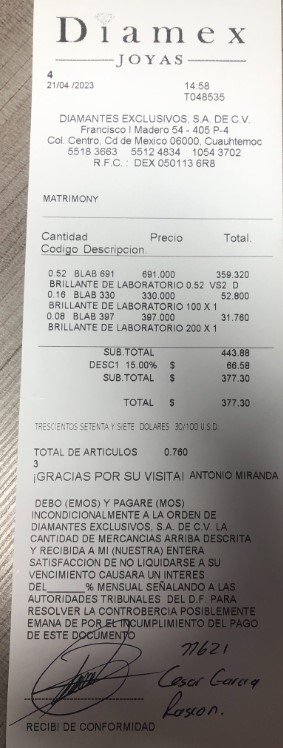 Diamex
JOYAS
4
21/04 /2023 14:58
T048535
DIAMANTES EXCLUSIVOS, S.A. DE C.V.
Francisco I Madero 54 - 405 P-4
Col. Centro, Cd de Mexico 06000, Cuauhtemoc
5518 3663 5512 4834 1054 3702
R.F.C. : DEX 050113 6R8
MATRIMONY
Cantidad Precio Total.
Codigo Descripcion.
0.52 BLAB 691 691.000 359.320
BRILLANTE DE LABORATORIO 0.52 VS2 D
0.16 BLAB 330 330.000 52.800
BRILLANTE DE LABORATORIO 100 X 1
0.08 BLAB 397 397.000 31.760
BRILLANTE DE LABORATORIO 200 X 1
SUB.TOTAL 443.88
DESC1 15.00% $ 66.58
SUB.TOTAL $ 377.30
TOTAL $ 377.30
TRESCIENTOS SETENTA Y SIETE DOLARES 30/100 U.S.D.
TOTAL DE ARTICULOS 0.760
3
¡GRACIAS POR SU VISITA! ANTONIO MIRANDA
DEBO (EMOS) Y PAGARE (MOS)
INCONDICIONALMENTE A LA ORDEN DE
DIAMANTES EXCLUSIVOS, S.A. DE C.V. LA
CANTIDAD DE MERCANCIAS ARRIBA DESCRITA
Y RECIBIDA A MI (NUESTRA) ENTERA
SATISFACCION DE NO LIQUIDARSE A SU
VENCIMIENTO CAUSARA UN INTERES
DEL______% MENSUAL SEÑALANDO A LAS
AUTORIDADES TRIBUNALES DEL D.F. PARA
RESOLVER LA CONTROBERCIA POSIBLEMENTE
EMANA DE POR EL INCUMPLIMIENTO DEL PAGO
DE ESTE DOCUMENTO
77621
Cesar Garcia
RECIBI DE CONFORMIDAD